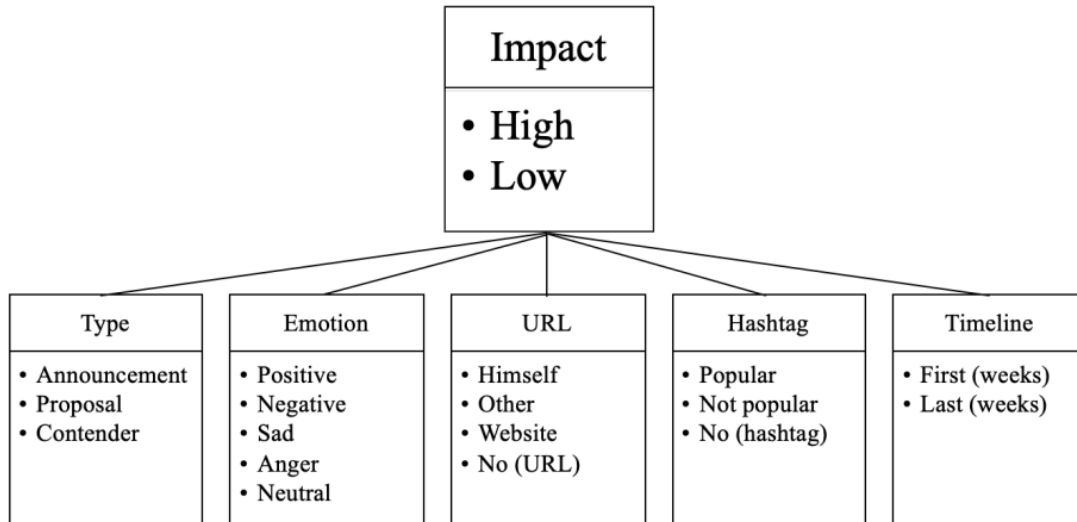 Impact
• High
• Low
Type
• Announcement
• Proposal
• Contender
Emotion
• Positive
• Negative
• Sad
• Anger
• Neutral
URL
• Himself
• Other
• Website
• No (URL)
Hashtag
• Popular
• Not popular
• No (hashtag)
Timeline
• First (weeks)
• Last (weeks)